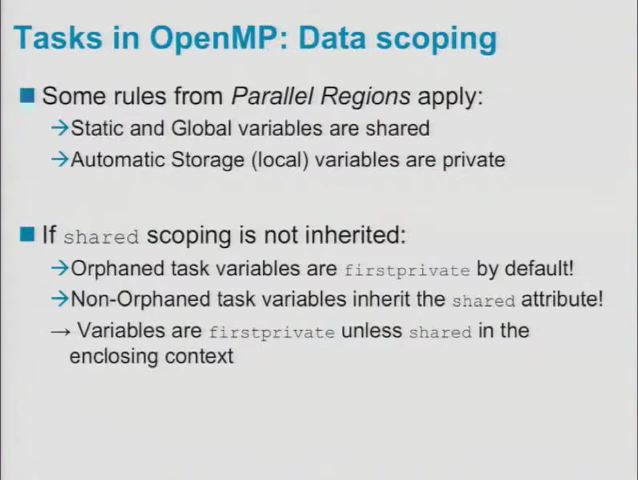 Tasks in OpenMP: Data scoping
Some rules from Parallel Regions apply:
→Static and Global variables are shared
→Automatic Storage (local) variables are private
If shared scoping is not inherited:
→Orphaned task variables are firstprivate by default!
→Non-Orphaned task variables inherit the shared attribute!
→ Variables are firstprivate unless shared in the
enclosing context